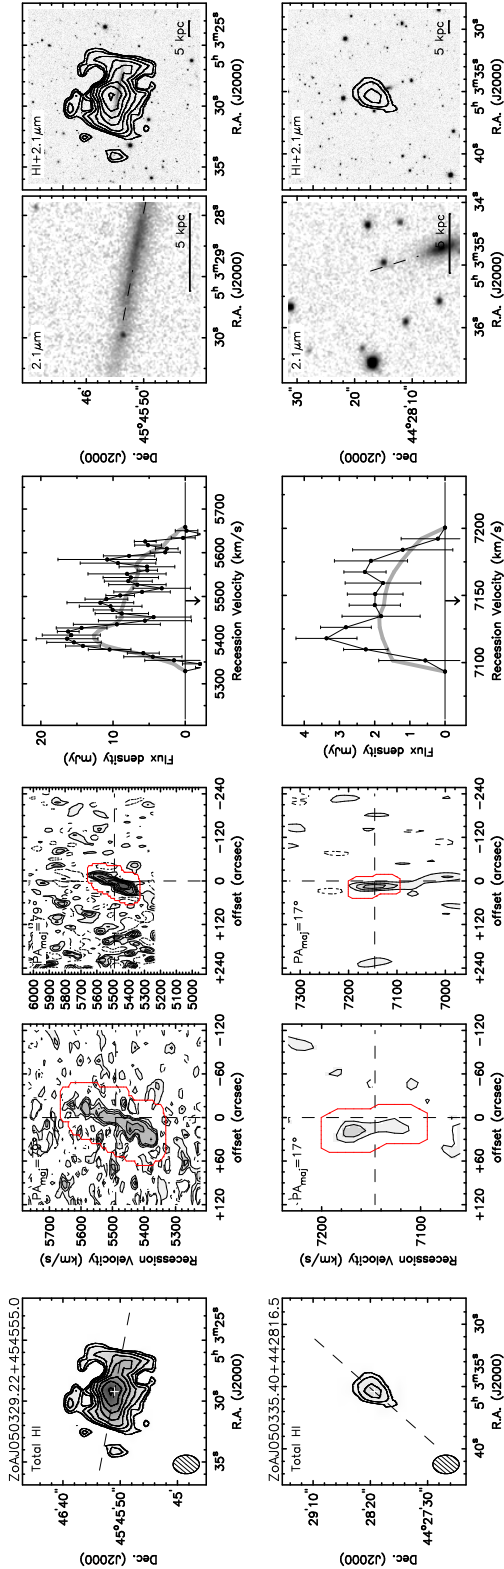 ZoAJ050329.22+454555.0
Total HI
46'40"
45°45'50"
45'
Dec. (J2000)
35ˢ 30ˢ 5ʰ 3ᵐ25ˢ
R.A. (J2000)
PA_maj=79°
5700
5600
5500
5400
5300
Recession Velocity (km/s)
+120 +60 0 −60 −120
offset (arcsec)
PA_maj=79°
6000
5900
5800
5700
5600
5500
5400
5300
5200
5100
5000
+240 +120 0 −120 −240
offset (arcsec)
20
10
0
Flux density (mJy)
5300 5400 5500 5600 5700
Recession Velocity (km/s)
2.1μm
46'
45°45'50"
Dec. (J2000)
5 kpc
30ˢ 5ʰ 3ᵐ29ˢ 28ˢ
R.A. (J2000)
HI+2.1μm
5 kpc
35ˢ 30ˢ 5ʰ 3ᵐ25ˢ
R.A. (J2000)
ZoAJ050335.40+442816.5
Total HI
29'10"
28'20"
44°27'30"
Dec. (J2000)
40ˢ 5ʰ 3ᵐ35ˢ 30ˢ
R.A. (J2000)
PA_maj=17°
7200
7100
Recession Velocity (km/s)
+120 +60 0 −60 −120
offset (arcsec)
PA_maj=17°
7300
7200
7100
7000
+240 +120 0 −120 −240
offset (arcsec)
4
3
2
1
0
Flux density (mJy)
7100 7150 7200
Recession Velocity (km/s)
2.1μm
30"
20"
44°28'10"
Dec. (J2000)
5 kpc
36ˢ 5ʰ 3ᵐ35ˢ 34ˢ
R.A. (J2000)
HI+2.1μm
5 kpc
40ˢ 5ʰ 3ᵐ35ˢ 30ˢ
R.A. (J2000)